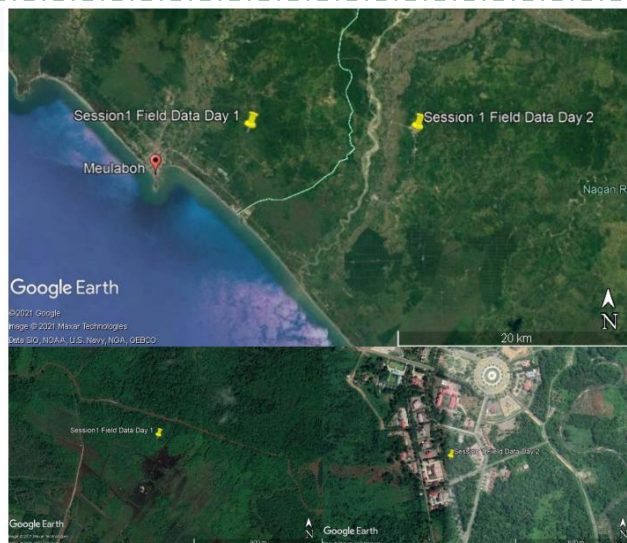 Session1 Field Data Day 1
Session 1 Field Data Day 2
Meulaboh
Nagan R
Google Earth
©2021 Google
Image © 2021 Maxar Technologies
Data SIO, NOAA, U.S. Navy, NGA, GEBCO
N
20 km
Session1 Field Data Day 1
Session 1 Field Data Day 2
Google Earth
N
Google Earth
N